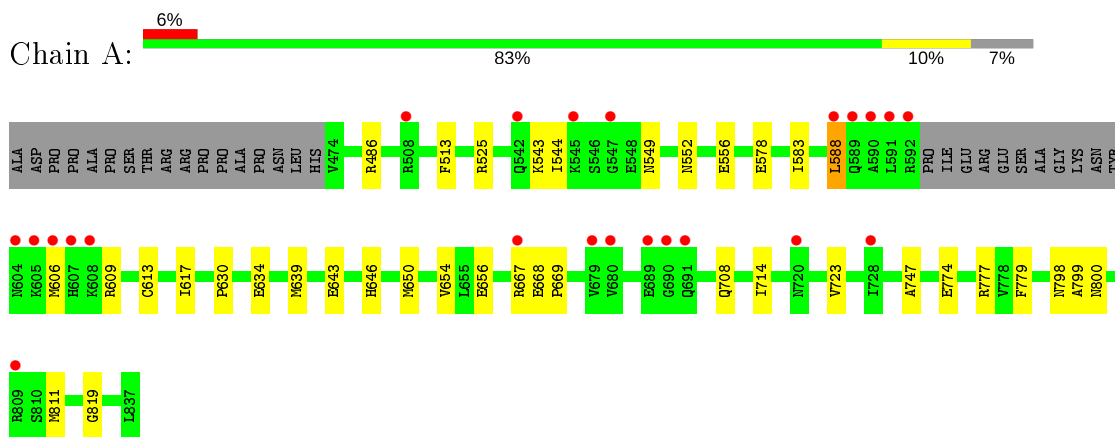 6%
Chain A:
83% 10% 7%
ALA ASP PRO PRO ALA PRO SER THR ARG ARG PRO PRO ALA PRO ASN LEU HIS V474 R486 R508 F513 R525 Q542 K543 I544 K545 S546 G547 E548 N549 N552 E556 E578 I583 L588 Q589 A590 L591 R592 PRO ILE GLU ARG GLU SER ALA GLY LYS ASN TYR
N604 K605 M606 H607 K608 R609 C613 I617 P630 E634 M639 E643 H646 M650 V654 L655 E656 R667 E668 P669 V679 V680 E689 G690 Q691 Q708 I714 N720 V723 I728 A747 E774 R777 V778 F779 N798 A799 N800
R809 S810 M811 G819 L837